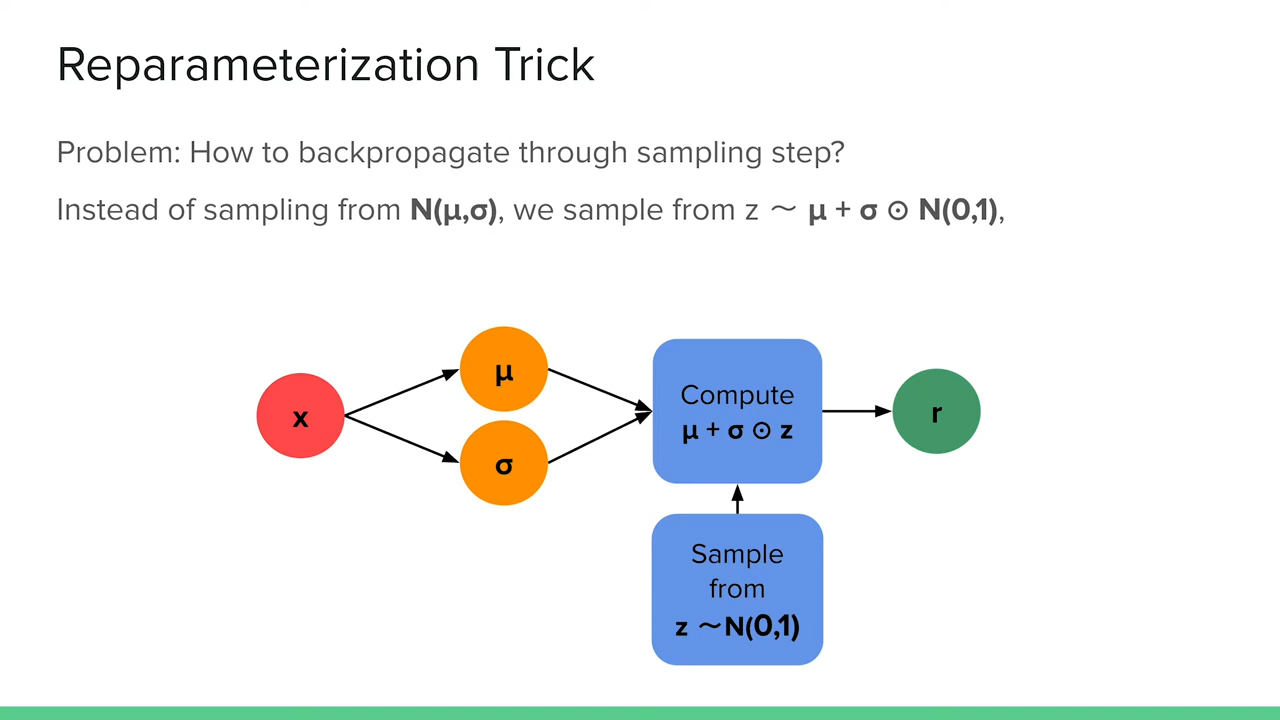 Reparameterization Trick
Problem: How to backpropagate through sampling step?
Instead of sampling from N(μ,σ), we sample from z ∼ μ + σ ⊙ N(0,1),
x
μ
σ
Compute
μ + σ ⊙ z
r
Sample
from
z ∼N(0,1)